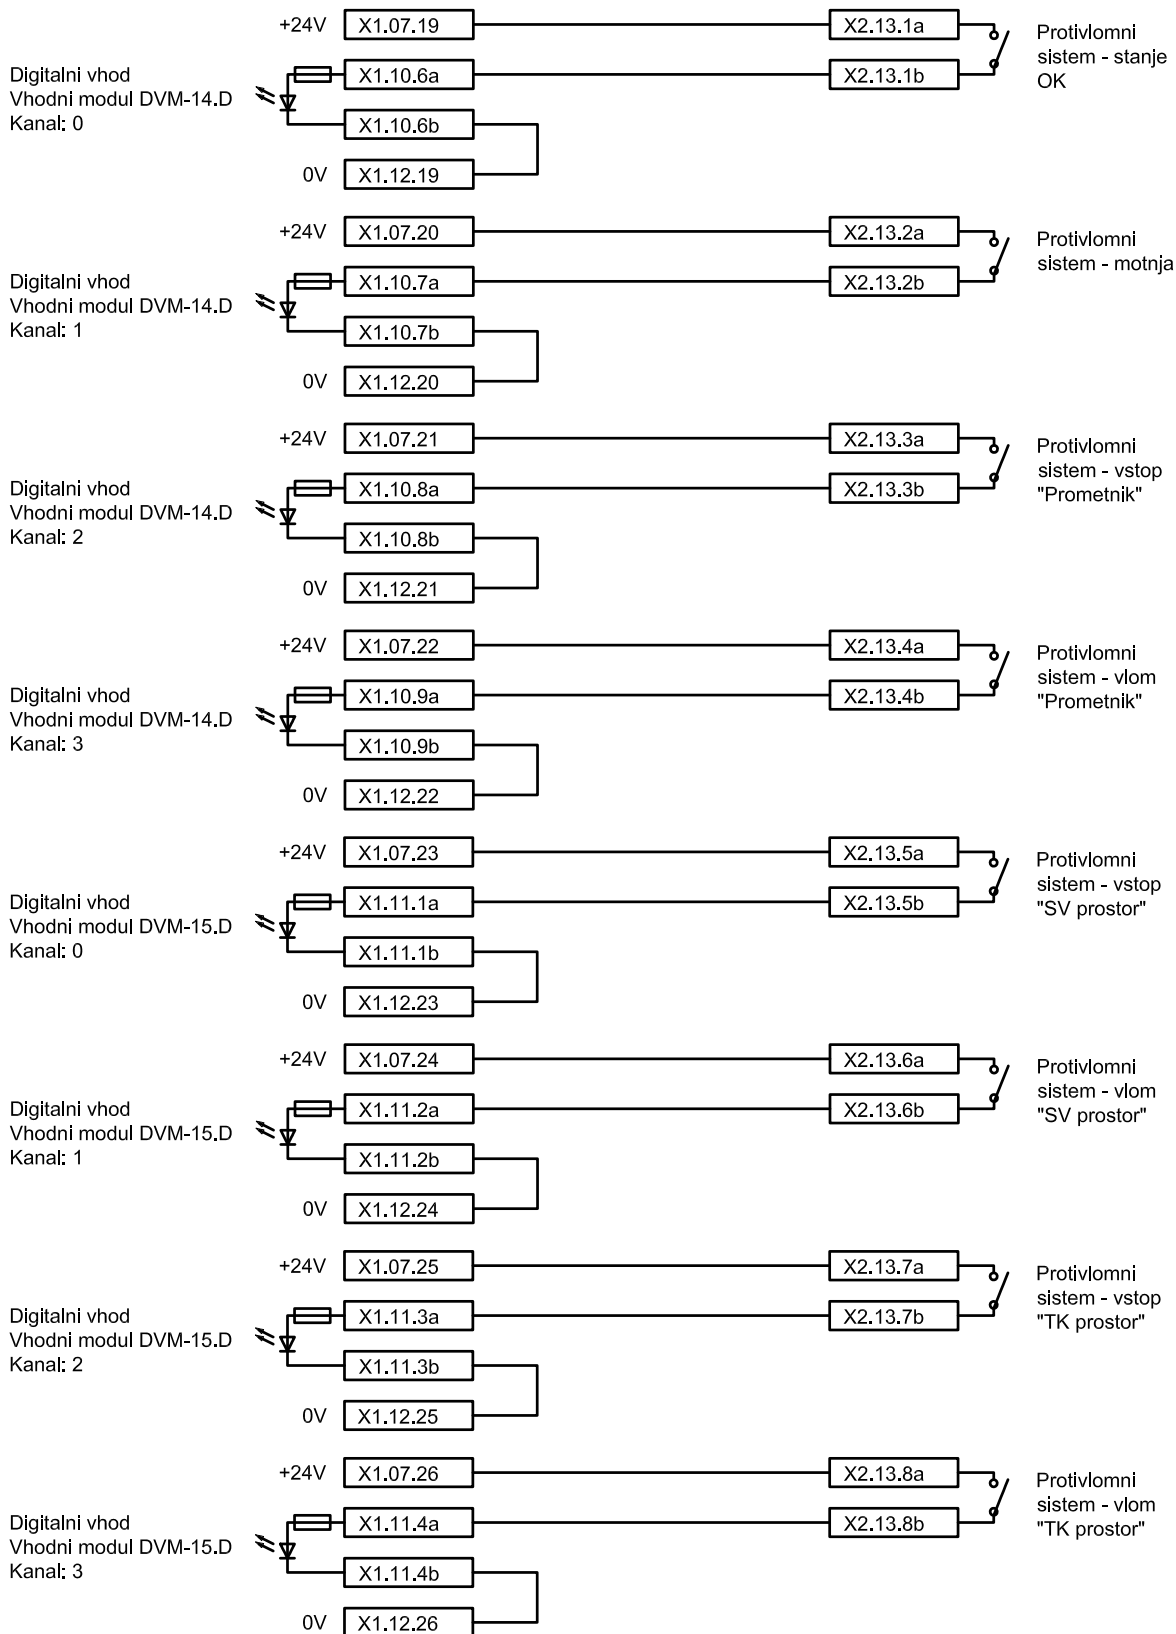 +24V X1.07.19 X2.13.1a
Protivlomni
sistem - stanje
OK
Digitalni vhod
Vhodni modul DVM-14.D
Kanal: 0
X1.10.6a X2.13.1b
X1.10.6b
0V X1.12.19
+24V X1.07.20 X2.13.2a
Protivlomni
sistem - motnja
Digitalni vhod
Vhodni modul DVM-14.D
Kanal: 1
X1.10.7a X2.13.2b
X1.10.7b
0V X1.12.20
+24V X1.07.21 X2.13.3a
Protivlomni
sistem - vstop
"Prometnik"
Digitalni vhod
Vhodni modul DVM-14.D
Kanal: 2
X1.10.8a X2.13.3b
X1.10.8b
0V X1.12.21
+24V X1.07.22 X2.13.4a
Protivlomni
sistem - vlom
"Prometnik"
Digitalni vhod
Vhodni modul DVM-14.D
Kanal: 3
X1.10.9a X2.13.4b
X1.10.9b
0V X1.12.22
+24V X1.07.23 X2.13.5a
Protivlomni
sistem - vstop
"SV prostor"
Digitalni vhod
Vhodni modul DVM-15.D
Kanal: 0
X1.11.1a X2.13.5b
X1.11.1b
0V X1.12.23
+24V X1.07.24 X2.13.6a
Protivlomni
sistem - vlom
"SV prostor"
Digitalni vhod
Vhodni modul DVM-15.D
Kanal: 1
X1.11.2a X2.13.6b
X1.11.2b
0V X1.12.24
+24V X1.07.25 X2.13.7a
Protivlomni
sistem - vstop
"TK prostor"
Digitalni vhod
Vhodni modul DVM-15.D
Kanal: 2
X1.11.3a X2.13.7b
X1.11.3b
0V X1.12.25
+24V X1.07.26 X2.13.8a
Protivlomni
sistem - vlom
"TK prostor"
Digitalni vhod
Vhodni modul DVM-15.D
Kanal: 3
X1.11.4a X2.13.8b
X1.11.4b
0V X1.12.26